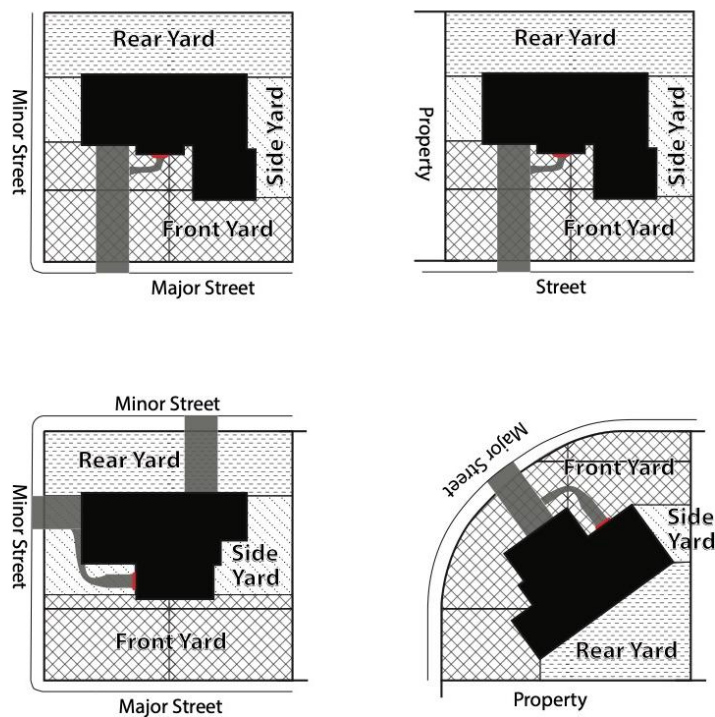 Rear Yard
Minor Street
Side Yard
Front Yard
Major Street
Rear Yard
Property
Side Yard
Front Yard
Street
Minor Street
Rear Yard
Minor Street
Side
Yard
Front Yard
Major Street
Major Street
Front Yard
Side
Yard
Rear Yard
Property